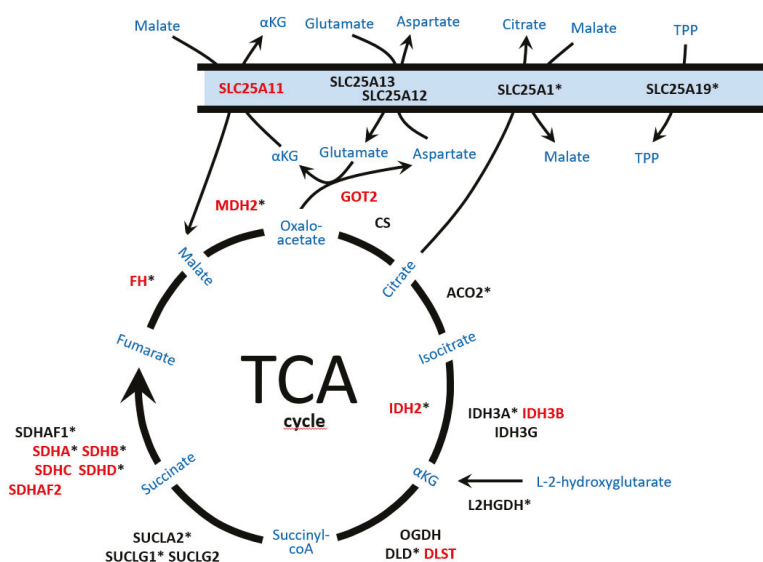 Malate
αKG
Glutamate
Aspartate
Citrate
Malate
TPP
SLC25A11
SLC25A13
SLC25A12
SLC25A1*
SLC25A19*
αKG
Glutamate
Aspartate
Malate
TPP
MDH2*
GOT2
Oxalo-
acetate
CS
Malate
Citrate
FH*
ACO2*
Fumarate
Isocitrate
TCA
cycle
IDH2*
IDH3A* IDH3B
IDH3G
SDHAF1*
SDHA* SDHB*
SDHC SDHD*
SDHAF2
Succinate
αKG
L-2-hydroxyglutarate
L2HGDH*
SUCLA2*
SUCLG1* SUCLG2
Succinyl-
coA
OGDH
DLD* DLST